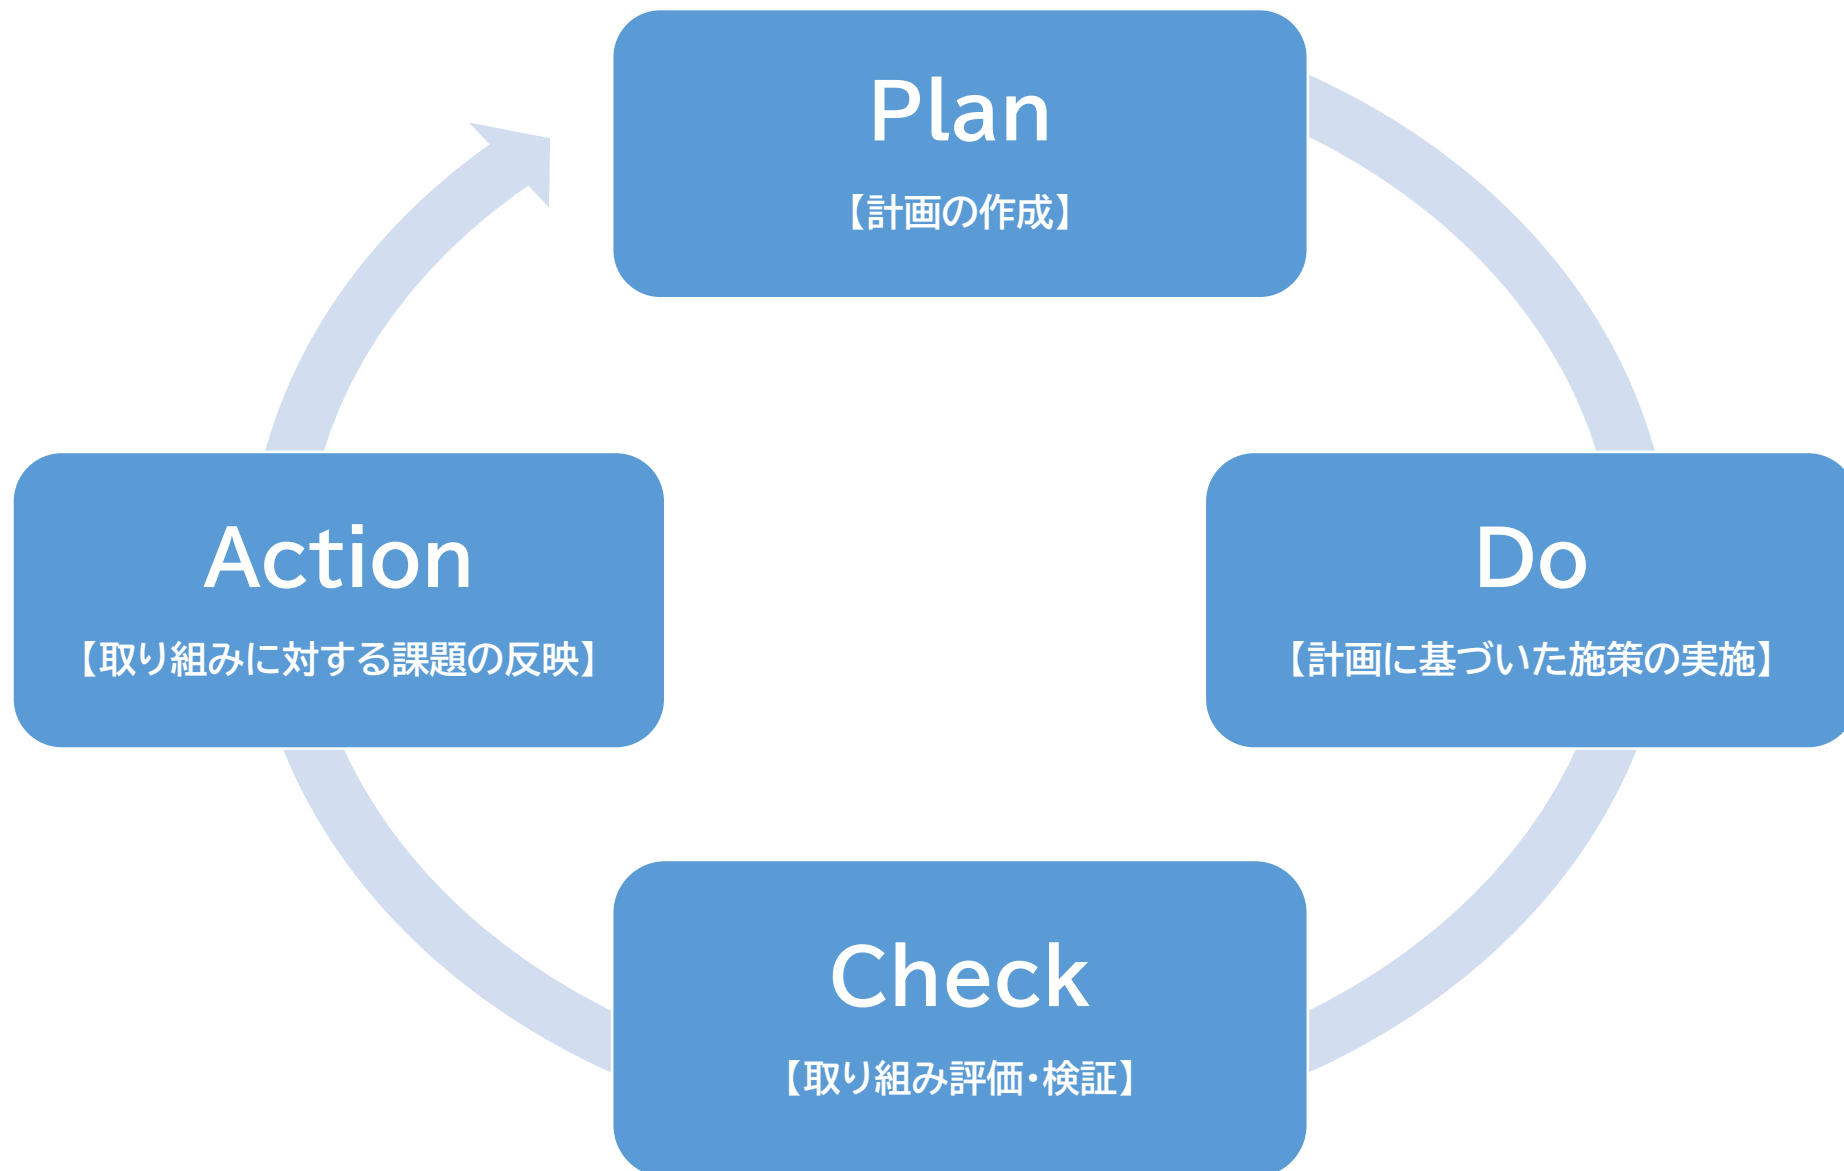 Plan
【計画の作成】
Action
【取り組みに対する課題の反映】
Do
【計画に基づいた施策の実施】
Check
【取り組み評価・検証】